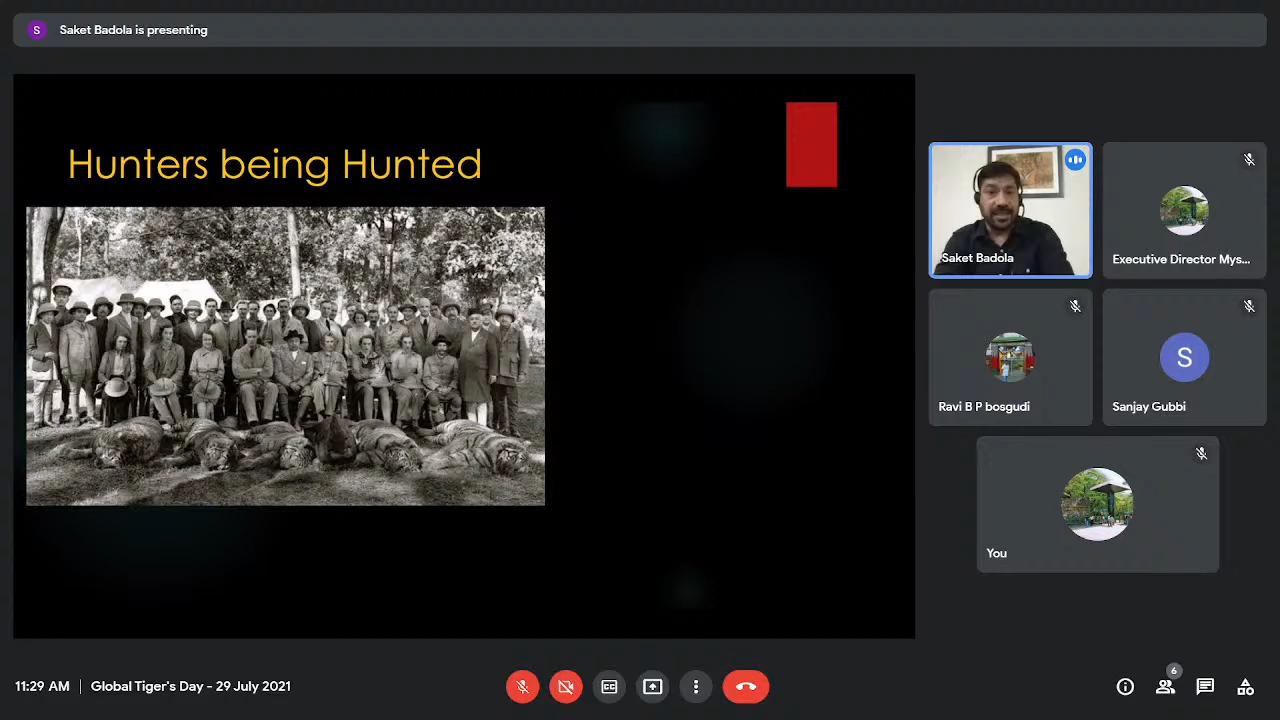 S
Saket Badola is presenting
Hunters being Hunted
Saket Badola
Executive Director Mys...
Ravi B P bosgudi
S
Sanjay Gubbi
You
11:29 AM | Global Tiger's Day - 29 July 2021
CC
6